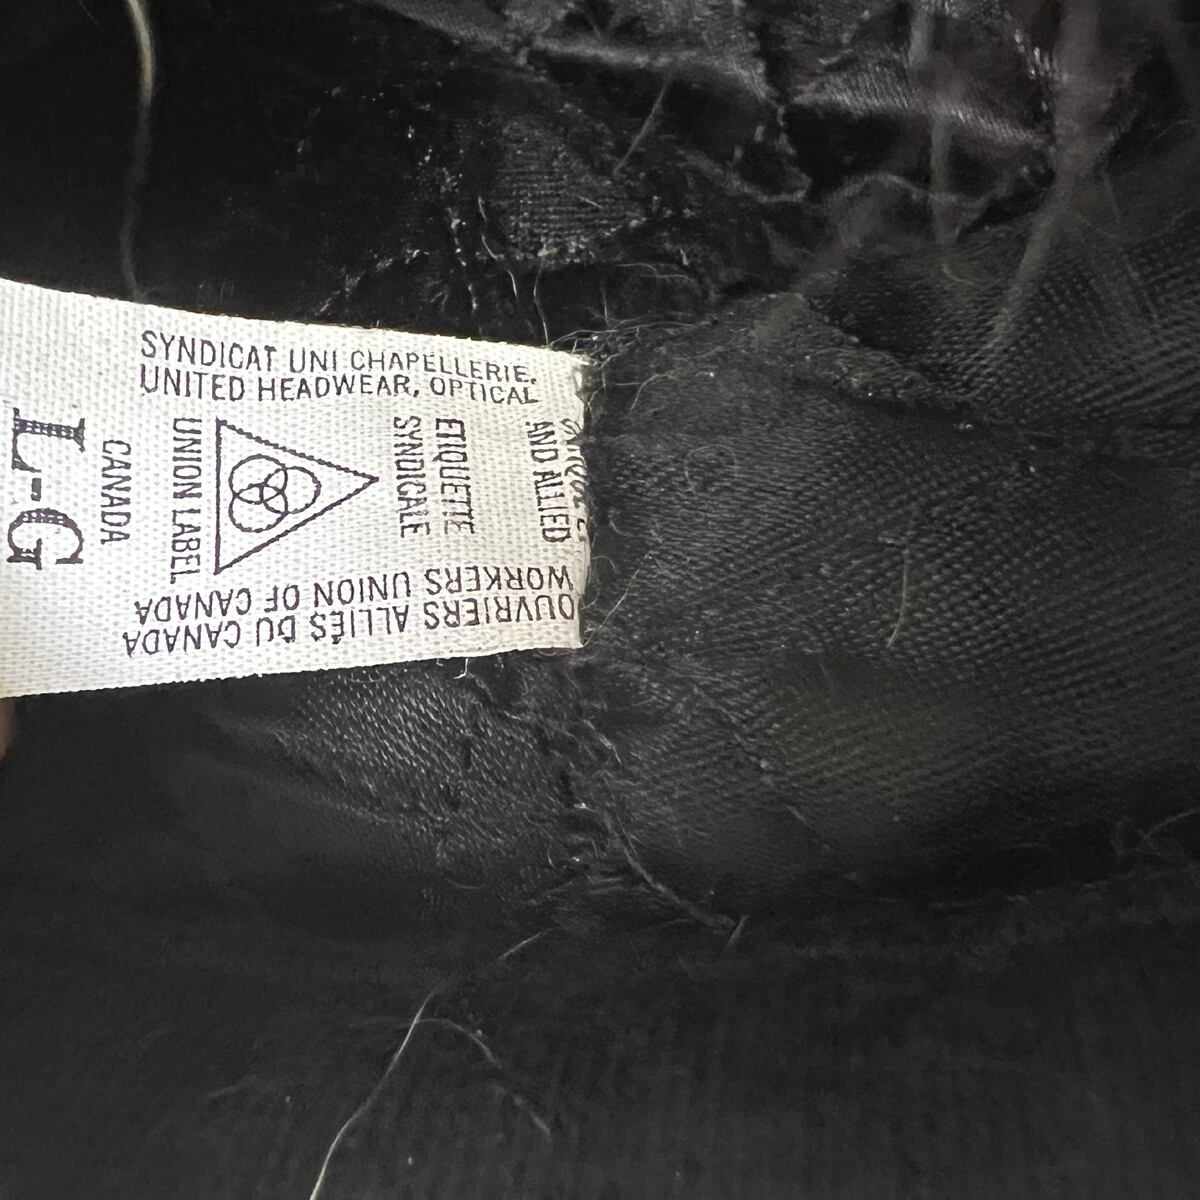 SYNDICAT UNI CHAPELLERIE,
UNITED HEADWEAR, OPTICAL
AND ALLIED
WORKERS UNION OF CANADA
OUVRIERS ALLIÉS DU CANADA
ETIQUETTE
SYNDICALE
UNION LABEL
CANADA
L-G